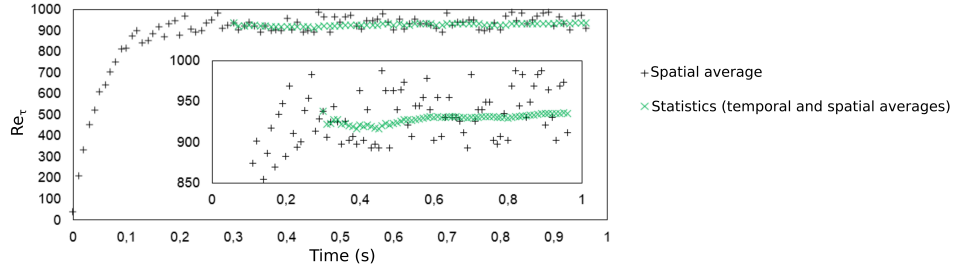 1000
900
800
700
600
500
400
300
200
100
0
Reτ
1000
950
900
850
0 0,2 0,4 0,6 0,8 1
0 0,1 0,2 0,3 0,4 0,5 0,6 0,7 0,8 0,9 1
Time (s)
Spatial average
Statistics (temporal and spatial averages)